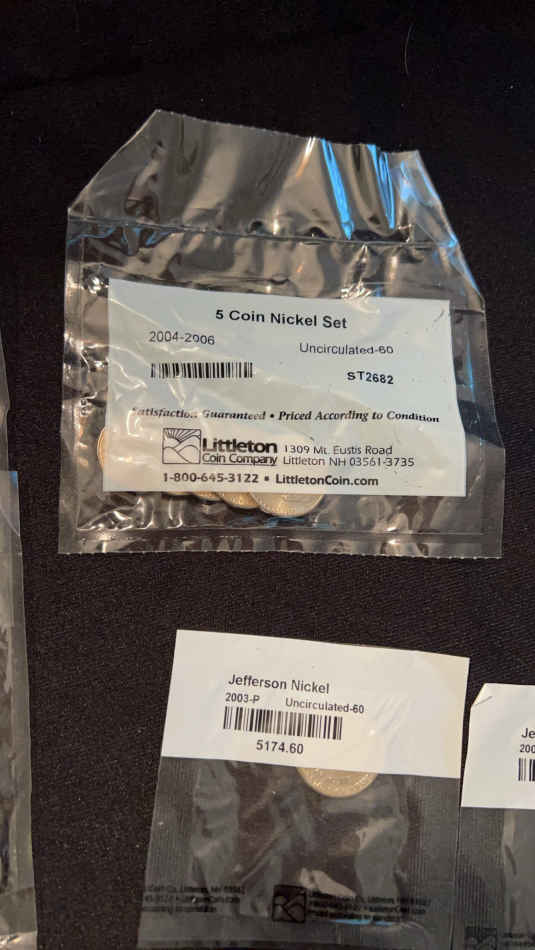 5 Coin Nickel Set
2004-2006
Uncirculated-60
ST2682
Satisfaction Guaranteed • Priced According to Condition
Littleton
Coin Company
1309 Mt. Eustis Road
Littleton NH 03561-3735
1-800-645-3122 • LittletonCoin.com
Jefferson Nickel
2003-P Uncirculated-60
5174.60
Je
200